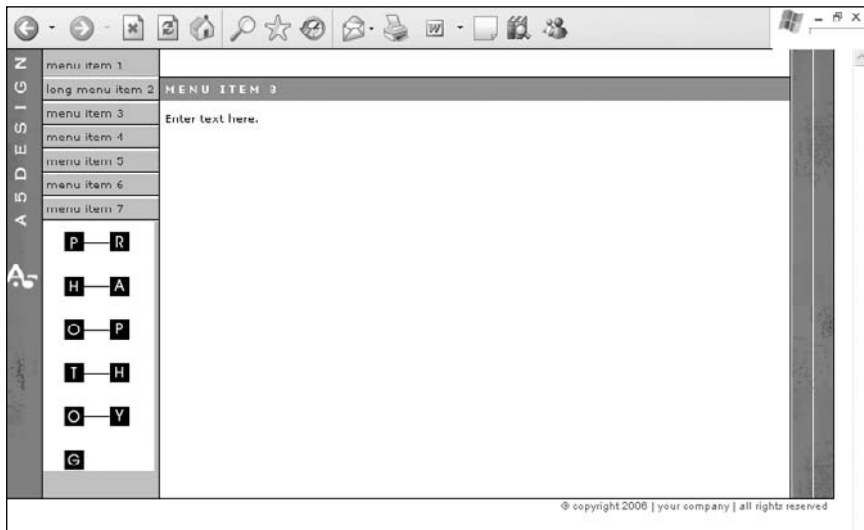 A5DESIGN
menu item 1
long menu item 2
menu item 3
menu item 4
menu item 5
menu item 6
menu item 7
P R
H A
O P
T H
O Y
G
MENU ITEM 3
Enter text here.
© copyright 2006 | your company | all rights reserved